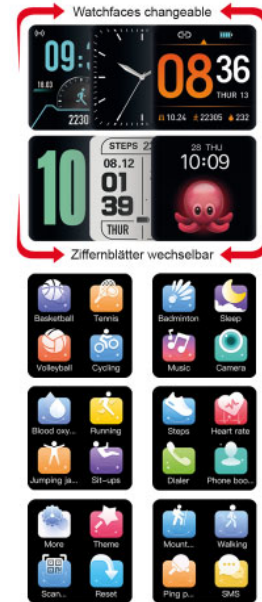 Watchfaces changeable
09:
10.03
2230
08 36
THUR 13
10.24 22305 232
10
STEPS 23
08.12
01
39
THUR
28 THU
10:09
Ziffernblätter wechselbar
Basketball Tennis
Badminton Sleep
Volleyball Cycling
Music Camera
Blood oxy... Running
Steps Heart rate
Jumping ja... Sit-ups
Dialer Phone boo...
More Theme
Mount... Walking
Scan... Reset
Ping p... SMS